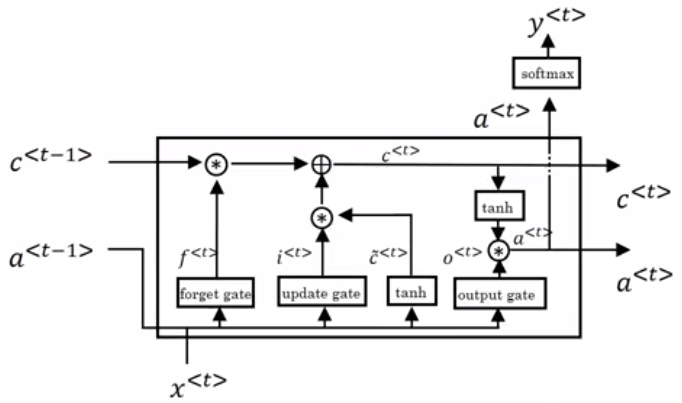 y<t>
softmax
a<t>
c<t−1>
c<t>
c<t>
tanh
a<t−1>
f<t>
i<t>
c̃<t>
o<t>
a<t>
a<t>
forget gate
update gate
tanh
output gate
x<t>